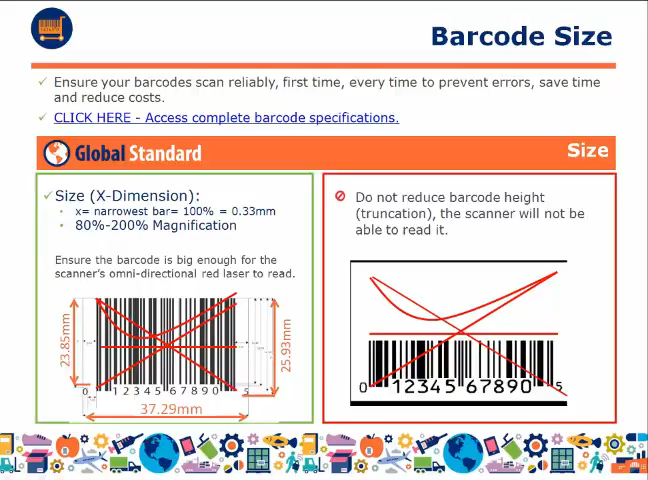 Barcode Size
Ensure your barcodes scan reliably, first time, every time to prevent errors, save time
and reduce costs.
CLICK HERE - Access complete barcode specifications.
Global Standard
Size
Size (X-Dimension):
x= narrowest bar= 100% = 0.33mm
80%-200% Magnification
Ensure the barcode is big enough for the
scanner's omni-directional red laser to read.
23.85mm
25.93mm
0 12345 67890 5
37.29mm
Do not reduce barcode height
(truncation), the scanner will not be
able to read it.
0 12345 67890 5